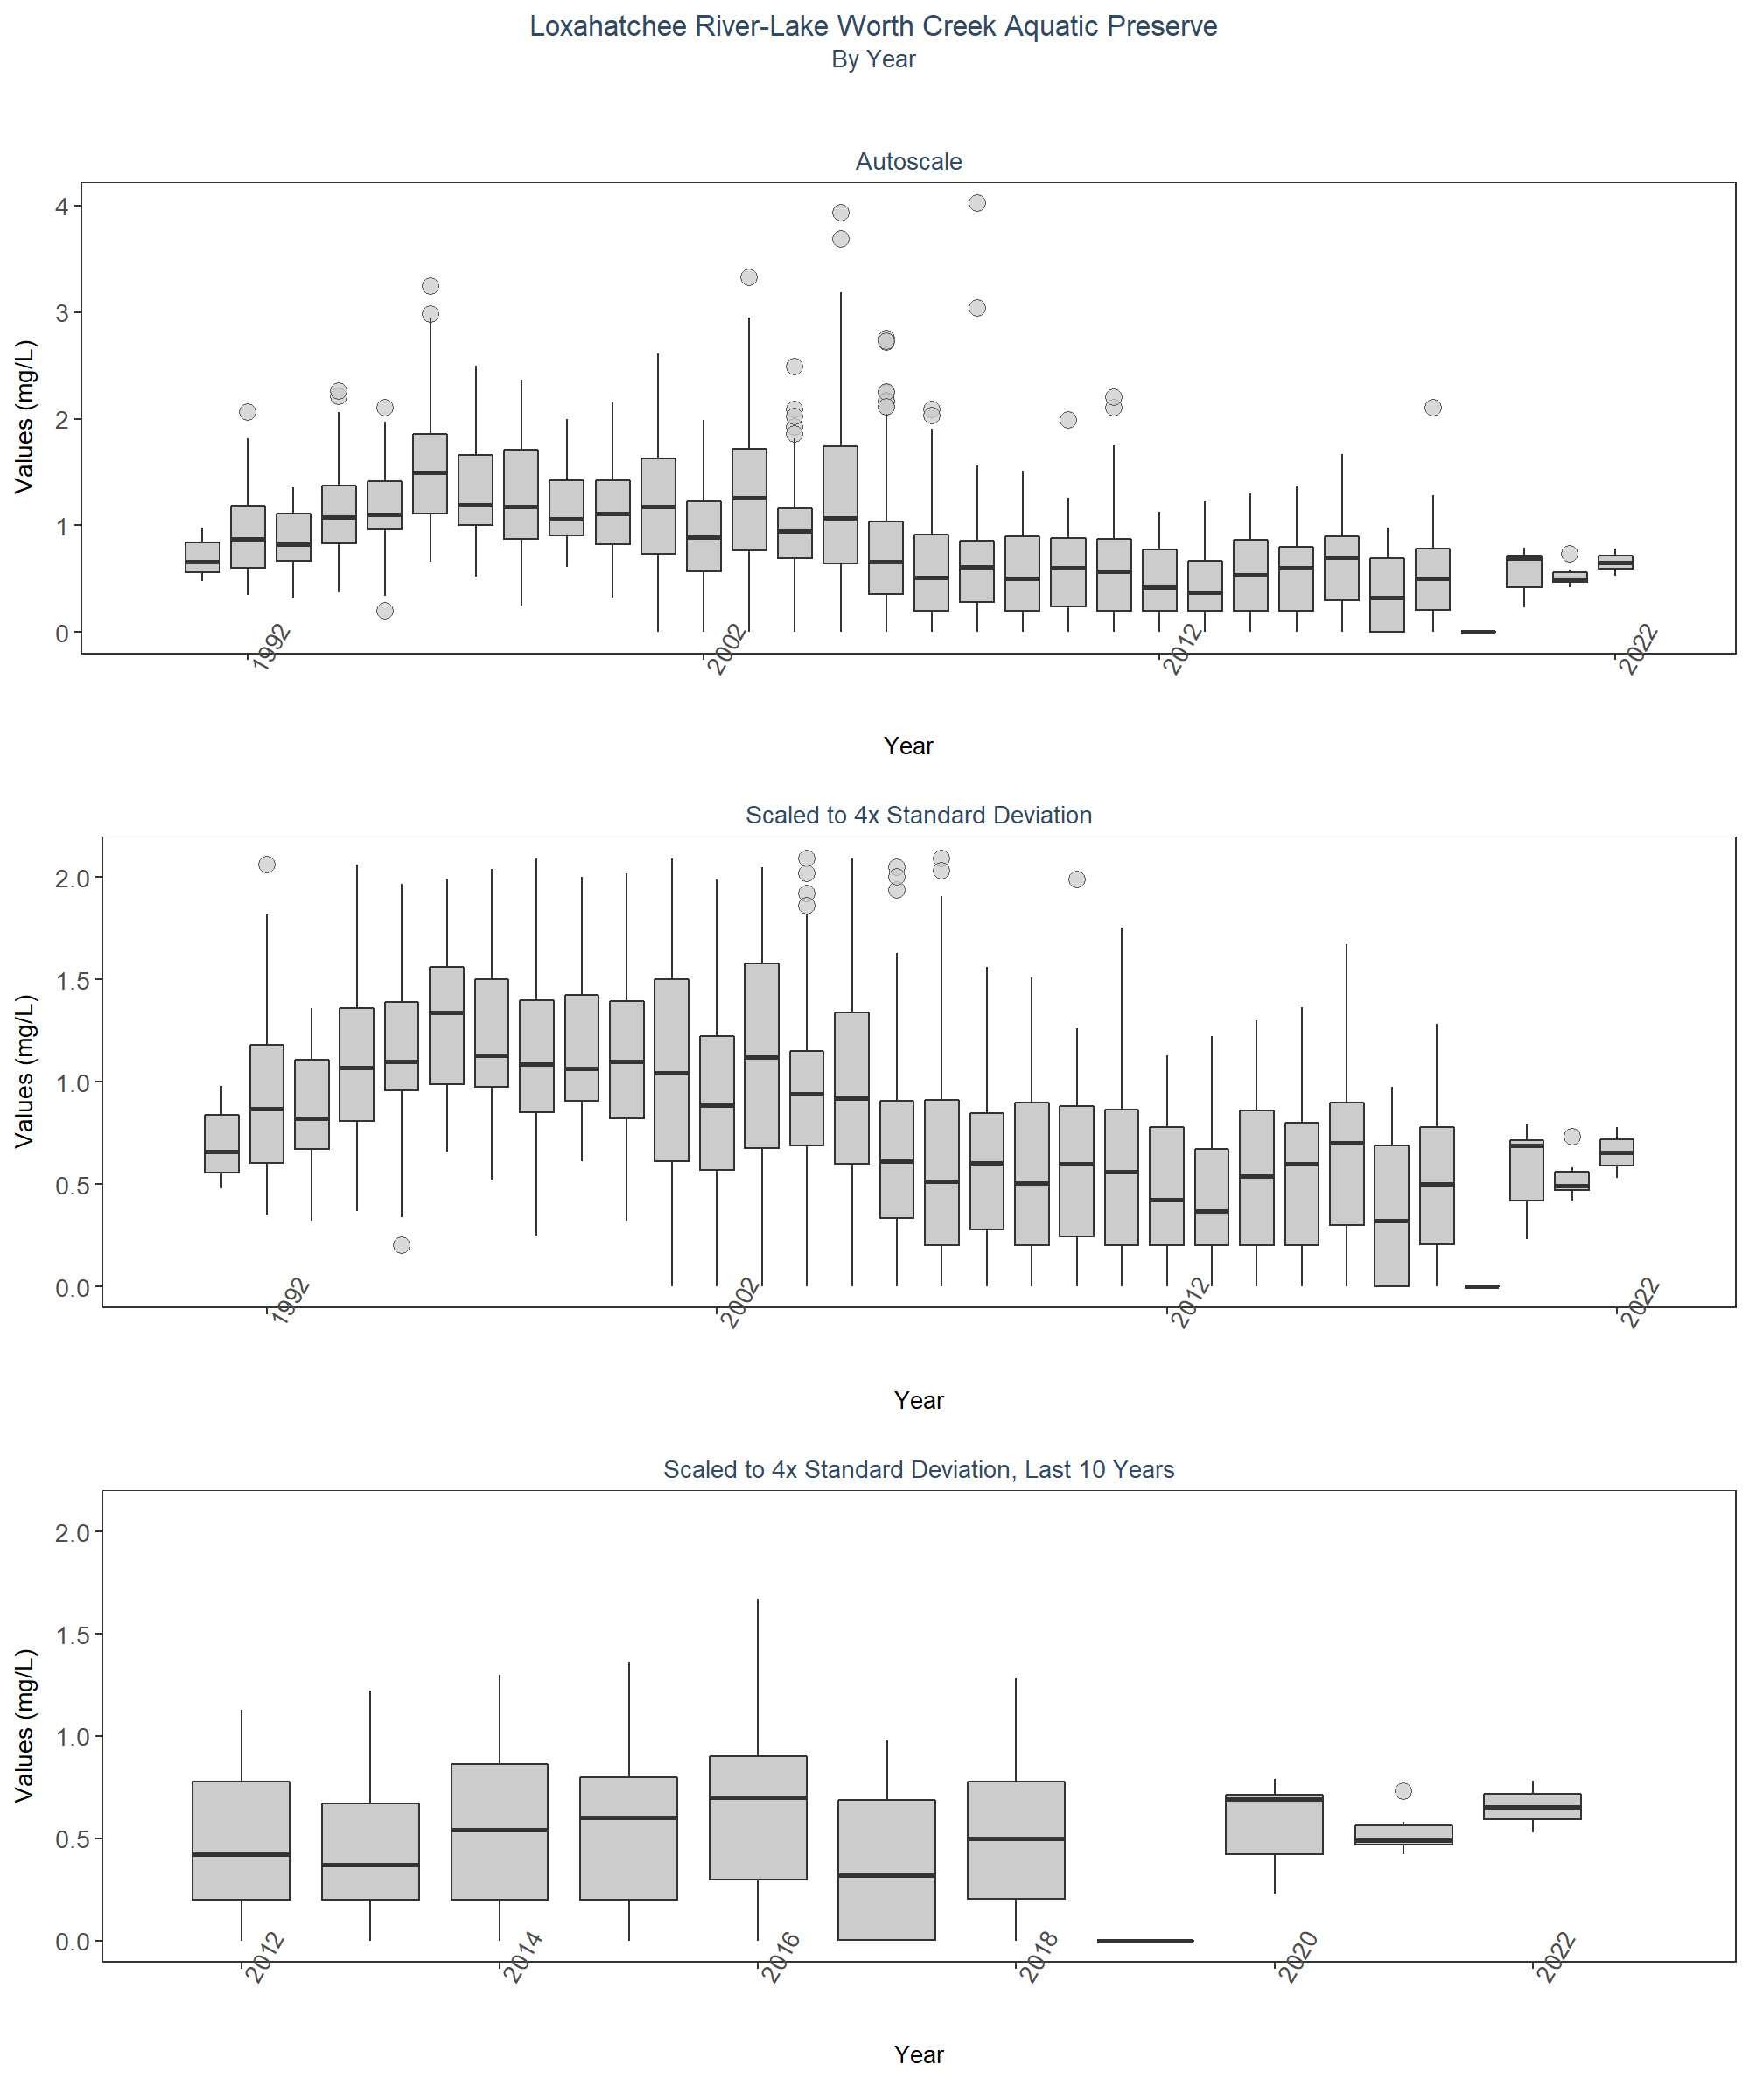 Loxahatchee River-Lake Worth Creek Aquatic Preserve
By Year
Autoscale
Values (mg/L)
4
3
2
1
0
1992
2002
2012
2022
Year
Scaled to 4x Standard Deviation
Values (mg/L)
2.0
1.5
1.0
0.5
0.0
1992
2002
2012
2022
Year
Scaled to 4x Standard Deviation, Last 10 Years
Values (mg/L)
2.0
1.5
1.0
0.5
0.0
2012
2014
2016
2018
2020
2022
Year